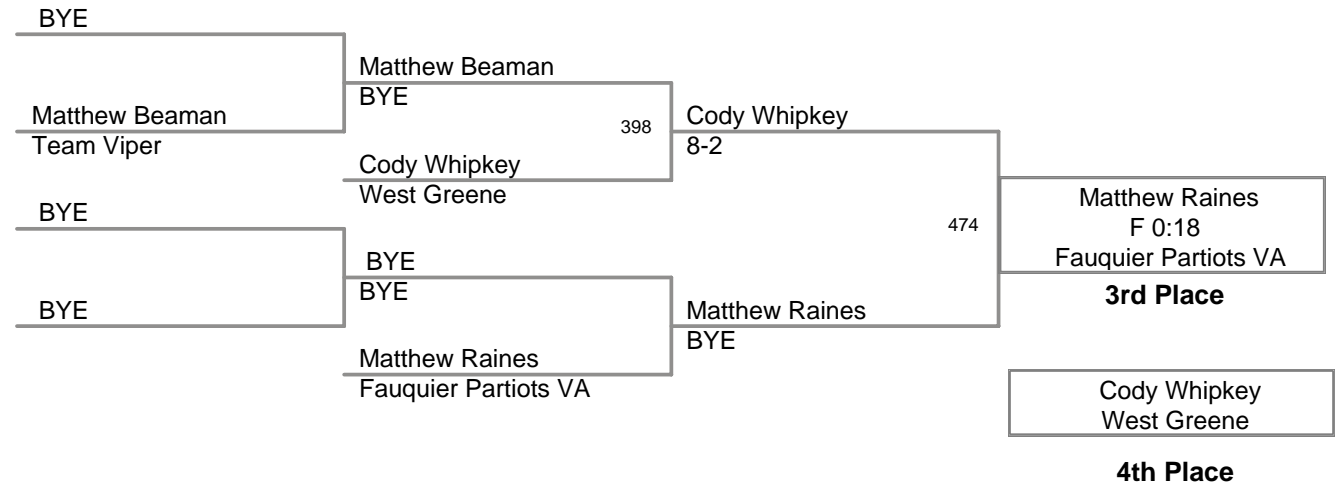 BYE
Matthew Beaman
BYE
Matthew Beaman
Team Viper
398
Cody Whipkey
8-2
Cody Whipkey
West Greene
BYE
474
Matthew Raines
F 0:18
Fauquier Partiots VA
BYE
BYE
3rd Place
BYE
Matthew Raines
BYE
Matthew Raines
Fauquier Partiots VA
Cody Whipkey
West Greene
4th Place